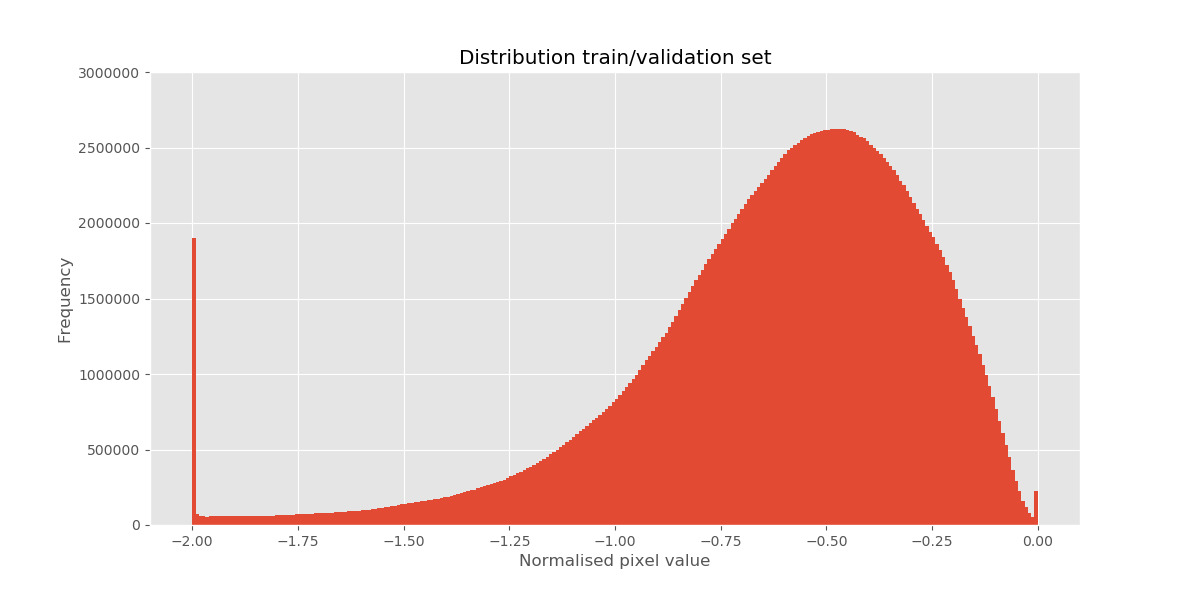 Distribution train/validation set
3000000
2500000
2000000
1500000
1000000
500000
0
Frequency
−2.00 −1.75 −1.50 −1.25 −1.00 −0.75 −0.50 −0.25 0.00
Normalised pixel value